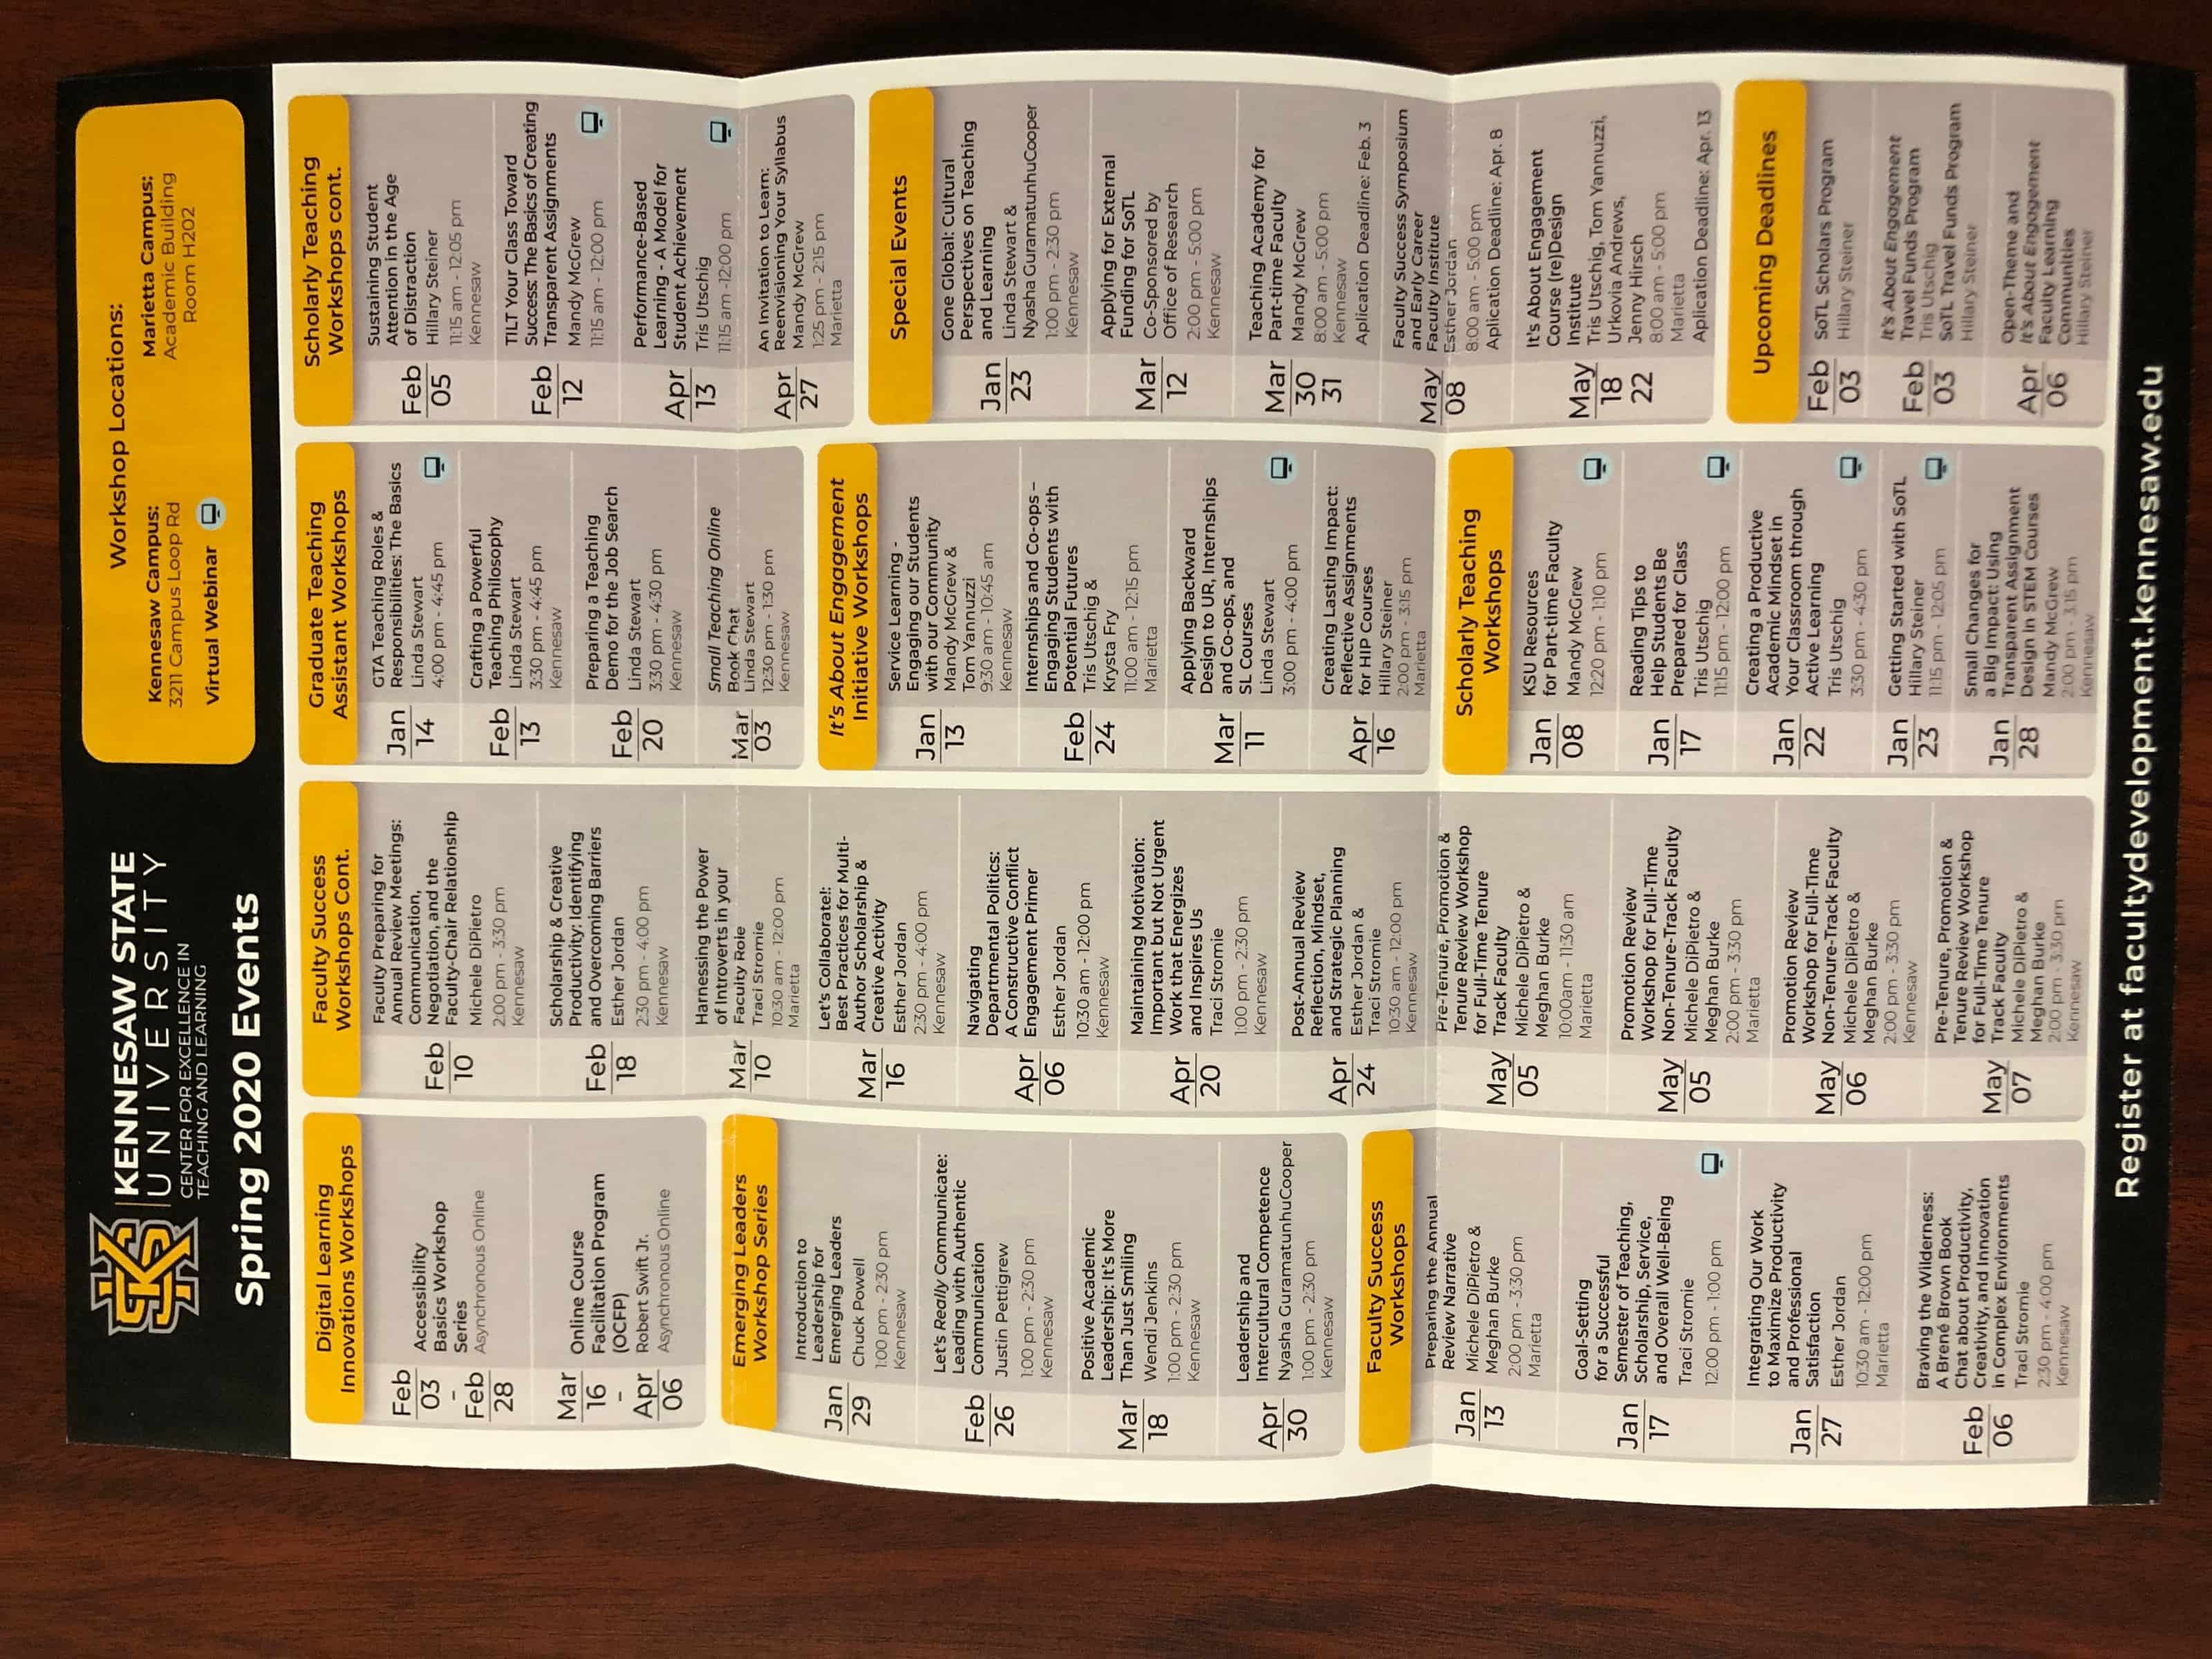 KENNESAW STATE
UNIVERSITY
CENTER FOR EXCELLENCE IN
TEACHING AND LEARNING
Spring 2020 Events
Workshop Locations:
Kennesaw Campus:
3211 Campus Loop Rd
Virtual Webinar
Marietta Campus:
Academic Building
Room H202
Digital Learning
Innovations Workshops
Feb
03
-
Feb
28
Accessibility
Basics Workshop
Series
Asynchronous Online
Mar
16
-
Apr
06
Online Course
Facilitation Program
(OCFP)
Robert Swift Jr.
Asynchronous Online
Emerging Leaders
Workshop Series
Jan
29
Introduction to
Leadership for
Emerging Leaders
Chuck Powell
1:00 pm - 2:30 pm
Kennesaw
Feb
26
Let's Really Communicate:
Leading with Authentic
Communication
Justin Pettigrew
1:00 pm - 2:30 pm
Kennesaw
Mar
18
Positive Academic
Leadership: It's More
Than Just Smiling
Wendi Jenkins
1:00 pm - 2:30 pm
Kennesaw
Apr
30
Leadership and
Intercultural Competence
Nyasha GuramatunhuCooper
1:00 pm - 2:30 pm
Kennesaw
Faculty Success
Workshops
Jan
13
Preparing the Annual
Review Narrative
Michele DiPietro &
Meghan Burke
2:00 pm - 3:30 pm
Marietta
Jan
17
Goal-Setting
for a Successful
Semester of Teaching,
Scholarship, Service,
and Overall Well-Being
Traci Stromie
12:00 pm - 1:00 pm
Jan
27
Integrating Our Work
to Maximize Productivity
and Professional
Satisfaction
Esther Jordan
10:30 am - 12:00 pm
Marietta
Feb
06
Braving the Wilderness:
A Brené Brown Book
Chat about Productivity,
Creativity, and Innovation
in Complex Environments
Traci Stromie
2:30 pm - 4:00 pm
Kennesaw
Faculty Success
Workshops Cont.
Feb
10
Faculty Preparing for
Annual Review Meetings:
Communication,
Negotiation, and the
Faculty-Chair Relationship
Michele DiPietro
2:00 pm - 3:30 pm
Kennesaw
Feb
18
Scholarship & Creative
Productivity: Identifying
and Overcoming Barriers
Esther Jordan
2:30 pm - 4:00 pm
Kennesaw
Mar
10
Harnessing the Power
of Introverts in your
Faculty Role
Traci Stromie
10:30 am - 12:00 pm
Marietta
Mar
16
Let's Collaborate!:
Best Practices for Multi-
Author Scholarship &
Creative Activity
Esther Jordan
2:30 pm - 4:00 pm
Kennesaw
Apr
06
Navigating
Departmental Politics:
A Constructive Conflict
Engagement Primer
Esther Jordan
10:30 am - 12:00 pm
Kennesaw
Apr
20
Maintaining Motivation:
Important but Not Urgent
Work that Energizes
and Inspires Us
Traci Stromie
1:00 pm - 2:30 pm
Kennesaw
Apr
24
Post-Annual Review
Reflection, Mindset,
and Strategic Planning
Esther Jordan &
Traci Stromie
10:30 am - 12:00 pm
Kennesaw
May
05
Pre-Tenure, Promotion &
Tenure Review Workshop
for Full-Time Tenure
Track Faculty
Michele DiPietro &
Meghan Burke
10:00am - 11:30 am
Marietta
May
05
Promotion Review
Workshop for Full-Time
Non-Tenure-Track Faculty
Michele DiPietro &
Meghan Burke
2:00 pm - 3:30 pm
Marietta
May
06
Promotion Review
Workshop for Full-Time
Non-Tenure-Track Faculty
Michele DiPietro &
Meghan Burke
2:00 pm - 3:30 pm
Kennesaw
May
07
Pre-Tenure, Promotion &
Tenure Review Workshop
for Full-Time Tenure
Track Faculty
Michele DiPietro &
Meghan Burke
2:00 pm - 3:30 pm
Kennesaw
Graduate Teaching
Assistant Workshops
Jan
14
GTA Teaching Roles &
Responsibilities: The Basics
Linda Stewart
4:00 pm - 4:45 pm
Feb
13
Crafting a Powerful
Teaching Philosophy
Linda Stewart
3:30 pm - 4:45 pm
Kennesaw
Feb
20
Preparing a Teaching
Demo for the Job Search
Linda Stewart
3:30 pm - 4:30 pm
Kennesaw
Mar
03
Small Teaching Online
Book Chat
Linda Stewart
12:30 pm - 1:30 pm
Kennesaw
It's About Engagement
Initiative Workshops
Jan
13
Service Learning -
Engaging our Students
with our Community
Mandy McGrew &
Tom Yannuzzi
9:30 am - 10:45 am
Kennesaw
Feb
24
Internships and Co-ops –
Engaging Students with
Potential Futures
Tris Utschig &
Krysta Fry
11:00 am - 12:15 pm
Marietta
Mar
11
Applying Backward
Design to UR, Internships
and Co-ops, and
SL Courses
Linda Stewart
3:00 pm - 4:00 pm
Apr
16
Creating Lasting Impact:
Reflective Assignments
for HIP Courses
Hillary Steiner
2:00 pm - 3:15 pm
Marietta
Scholarly Teaching
Workshops
Jan
08
KSU Resources
for Part-time Faculty
Mandy McGrew
12:20 pm - 1:10 pm
Jan
17
Reading Tips to
Help Students Be
Prepared for Class
Tris Utschig
11:15 pm - 12:00 pm
Jan
22
Creating a Productive
Academic Mindset in
Your Classroom through
Active Learning
Tris Utschig
3:30 pm - 4:30 pm
Jan
23
Getting Started with SoTL
Hillary Steiner
11:15 pm - 12:05 pm
Jan
28
Small Changes for
a Big Impact: Using
Transparent Assignment
Design in STEM Courses
Mandy McGrew
2:00 pm - 3:15 pm
Kennesaw
Scholarly Teaching
Workshops cont.
Feb
05
Sustaining Student
Attention in the Age
of Distraction
Hillary Steiner
11:15 am - 12:05 pm
Kennesaw
Feb
12
TILT Your Class Toward
Success: The Basics of Creating
Transparent Assignments
Mandy McGrew
11:15 am - 12:00 pm
Apr
13
Performance-Based
Learning - A Model for
Student Achievement
Tris Utschig
11:15 am -12:00 pm
Apr
27
An Invitation to Learn:
Reenvisioning Your Syllabus
Mandy McGrew
1:25 pm - 2:15 pm
Marietta
Special Events
Jan
23
Gone Global: Cultural
Perspectives on Teaching
and Learning
Linda Stewart &
Nyasha GuramatunhuCooper
1:00 pm - 2:30 pm
Kennesaw
Mar
12
Applying for External
Funding for SoTL
Co-Sponsored by
Office of Research
2:00 pm - 5:00 pm
Kennesaw
Mar
30
31
Teaching Academy for
Part-time Faculty
Mandy McGrew
8:00 am - 5:00 pm
Kennesaw
Aplication Deadline: Feb. 3
May
08
Faculty Success Symposium
and Early Career
Faculty Institute
Esther Jordan
8:00 am - 5:00 pm
Aplication Deadline: Apr. 8
May
18
22
It's About Engagement
Course (re)Design
Institute
Tris Utschig, Tom Yannuzzi,
Urkovia Andrews,
Jenny Hirsch
8:00 am - 5:00 pm
Marietta
Aplication Deadline: Apr. 13
Upcoming Deadlines
Feb
03
SoTL Scholars Program
Hillary Steiner
Feb
03
It's About Engagement
Travel Funds Program
Tris Utschig
SoTL Travel Funds Program
Hillary Steiner
Apr
06
Open-Theme and
It's About Engagement
Faculty Learning
Communities
Hillary Steiner
Register at facultydevelopment.kennesaw.edu